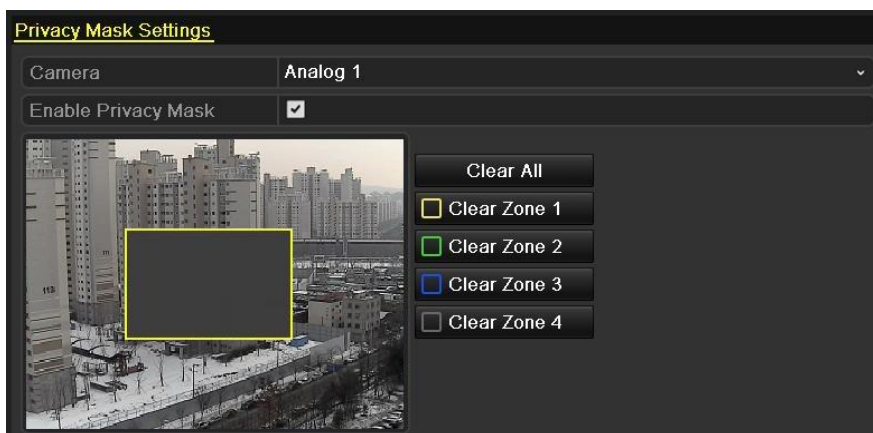 Privacy Mask Settings
Camera
Analog 1
Enable Privacy Mask
Clear All
Clear Zone 1
Clear Zone 2
Clear Zone 3
Clear Zone 4